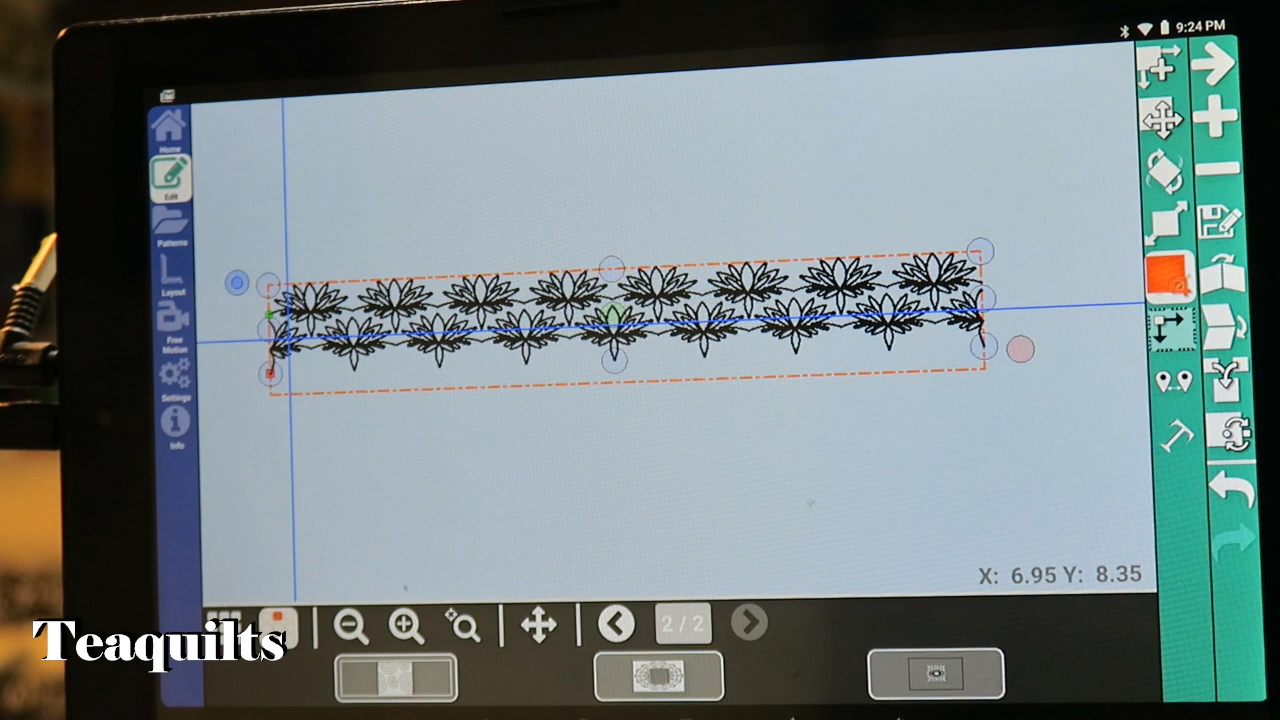 9:24 PM
Home
Edit
Patterns
Layout
Free
Motion
Settings
Info
X: 6.95 Y: 8.35
2 / 2
Teaquilts